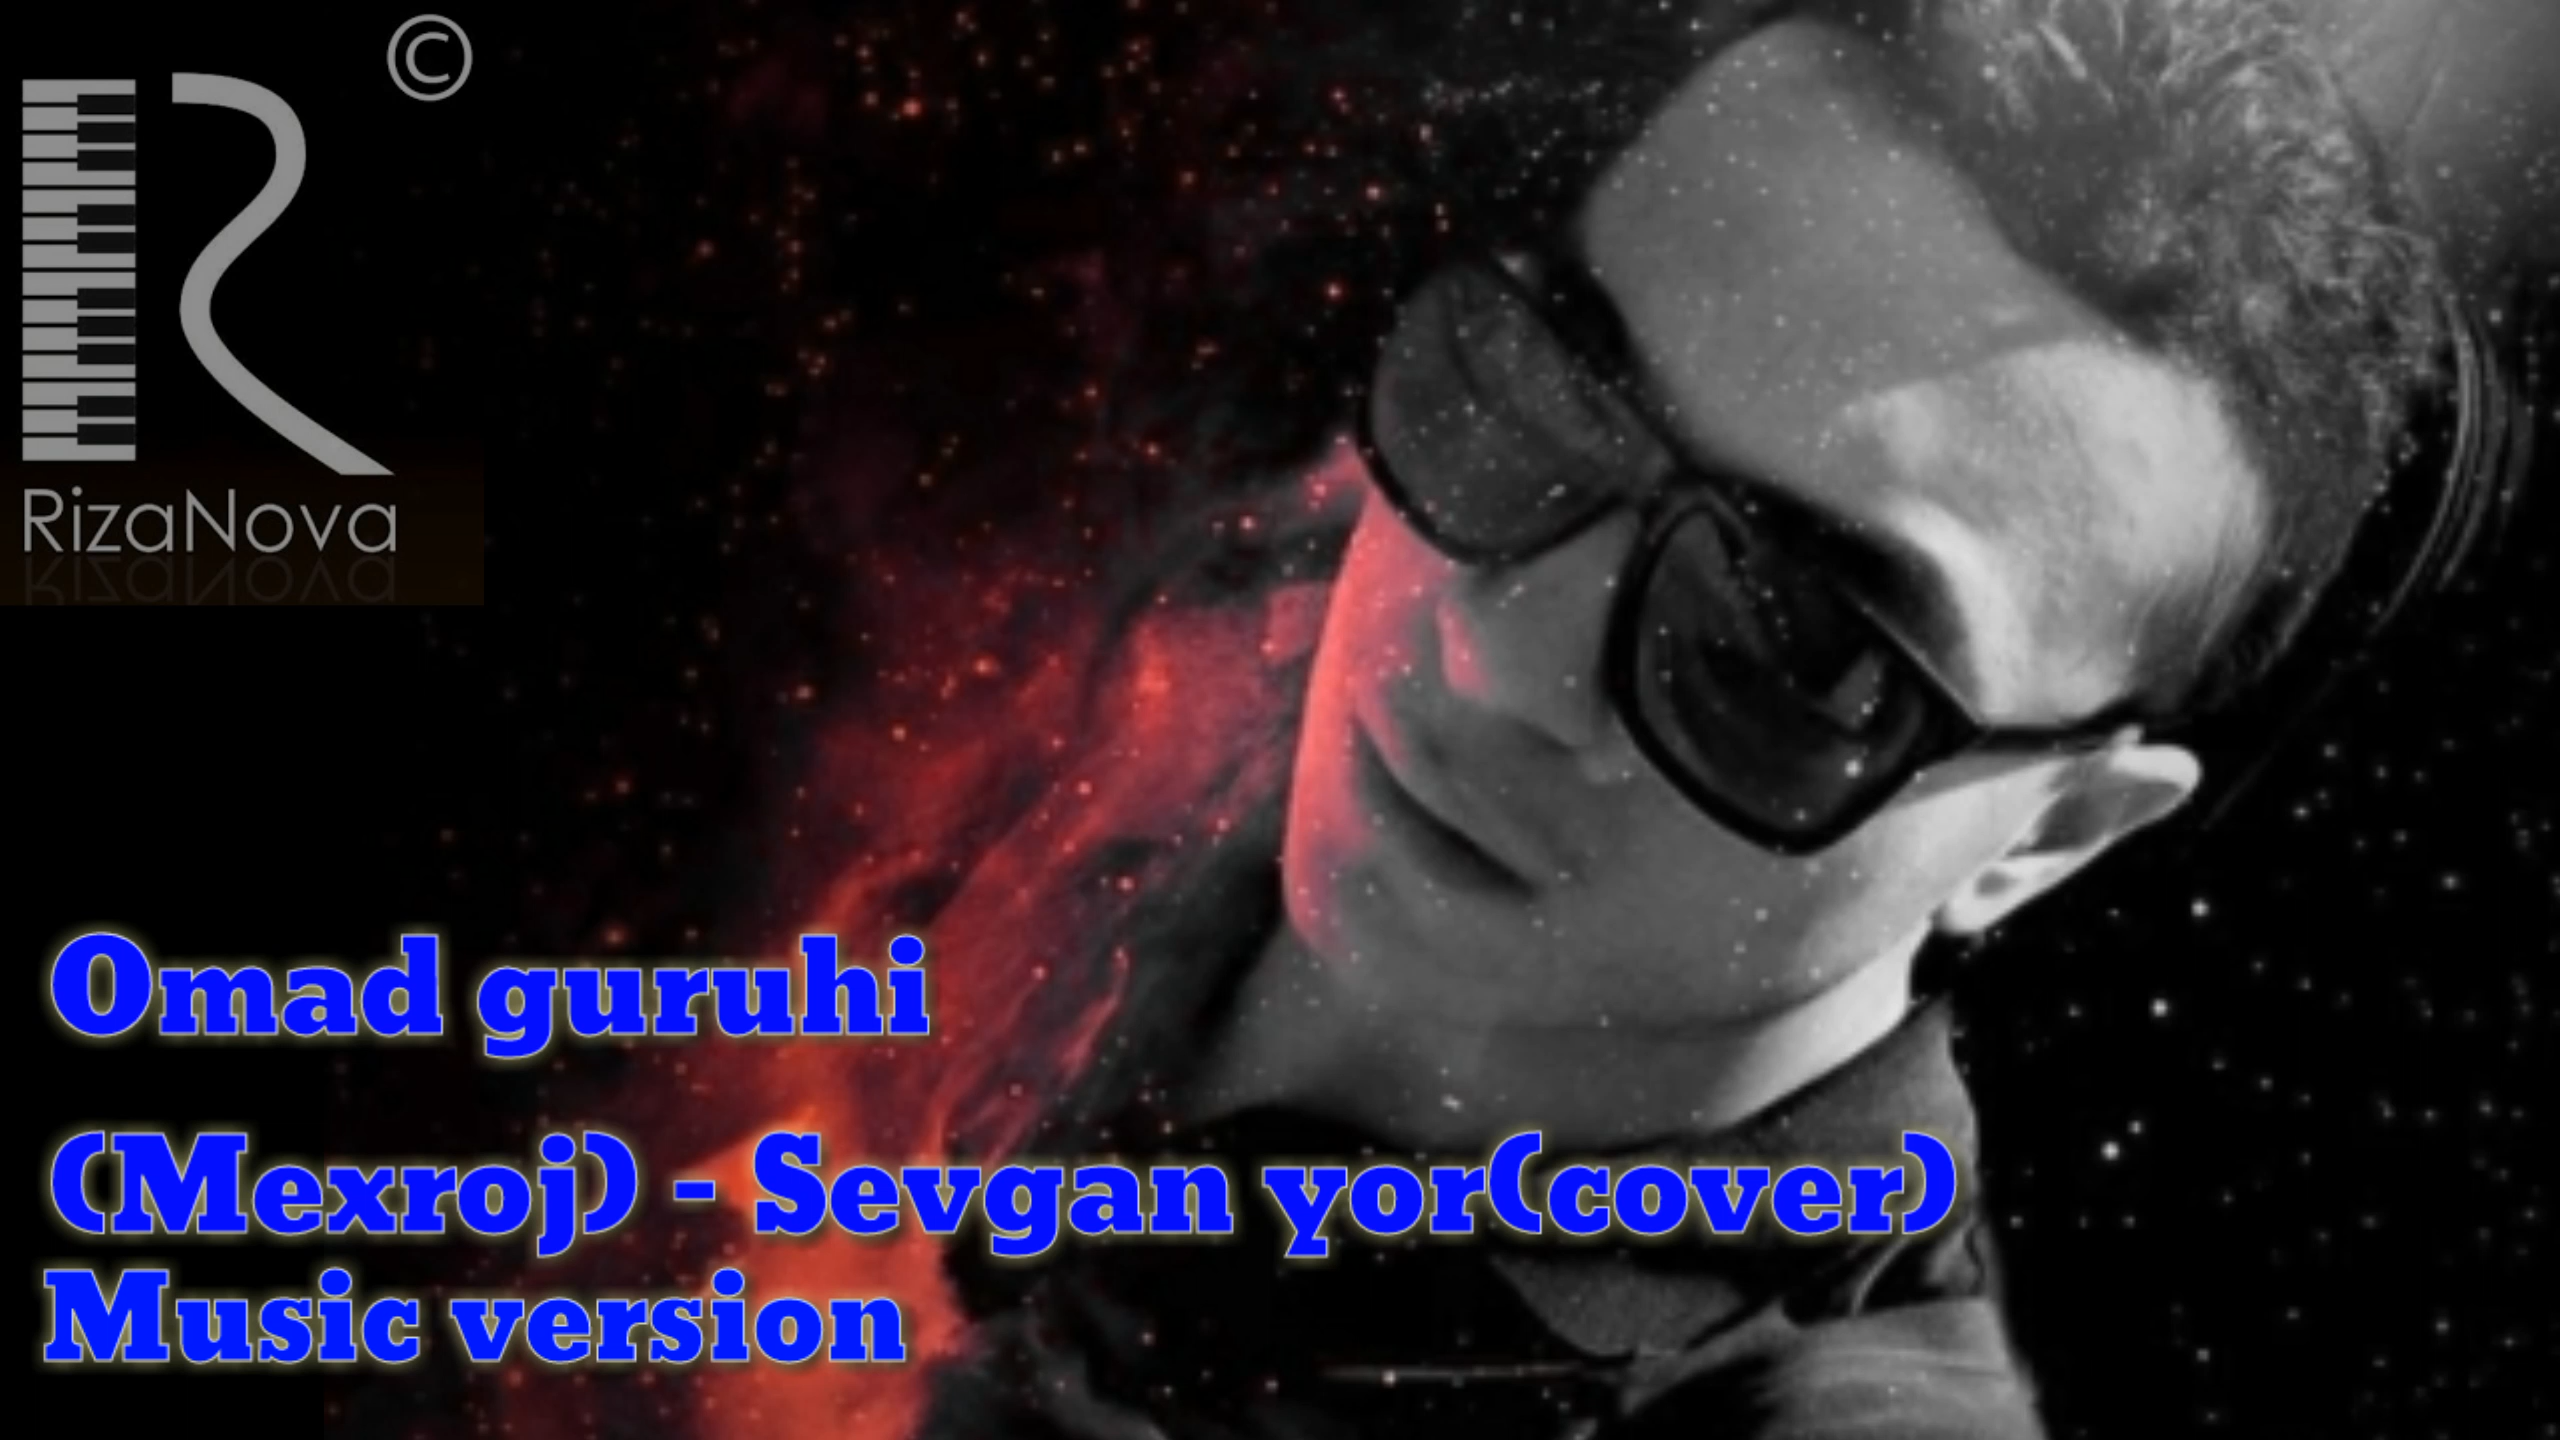 ©
RizaNova
Omad guruhi
(Mexroj) - Sevgan yor(cover)
Music version